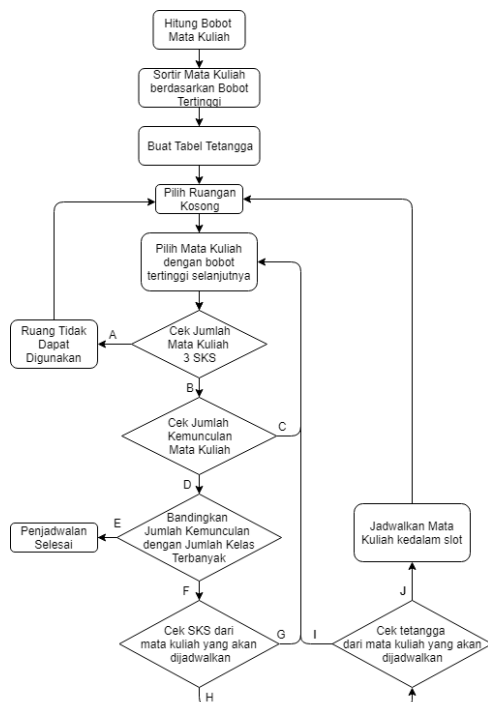 Hitung Bobot
Mata Kuliah
Sortir Mata Kuliah
berdasarkan Bobot
Tertinggi
Buat Tabel Tetangga
Pilih Ruangan
Kosong
Pilih Mata Kuliah
dengan bobot
tertinggi selanjutnya
Ruang Tidak
Dapat
Digunakan
A
Cek Jumlah
Mata Kuliah
3 SKS
B
Cek Jumlah
Kemunculan
Mata Kuliah
C
D
Penjadwalan
Selesai
E
Bandingkan
Jumlah Kemunculan
dengan Jumlah Kelas
Terbanyak
Jadwalkan Mata
Kuliah kedalam slot
F
J
Cek SKS dari
mata kuliah yang akan
dijadwalkan
G
I
Cek tetangga
dari mata kuliah yang akan
dijadwalkan
H